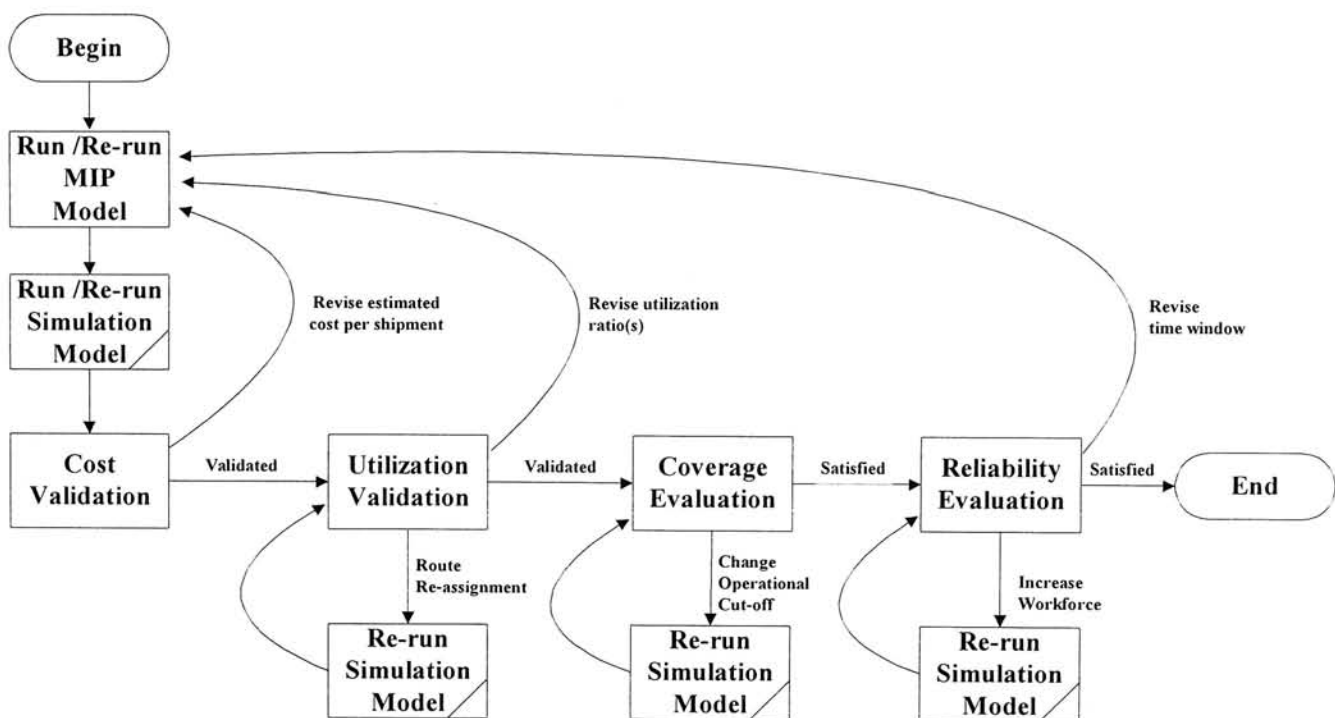 Begin
Run /Re-run
MIP
Model
Run /Re-run
Simulation
Model
Revise estimated
cost per shipment
Revise utilization
ratio(s)
Revise
time window
Cost
Validation
Validated
Utilization
Validation
Validated
Coverage
Evaluation
Satisfied
Reliability
Evaluation
Satisfied
End
Route
Re-assignment
Change
Operational
Cut-off
Increase
Workforce
Re-run
Simulation
Model
Re-run
Simulation
Model
Re-run
Simulation
Model